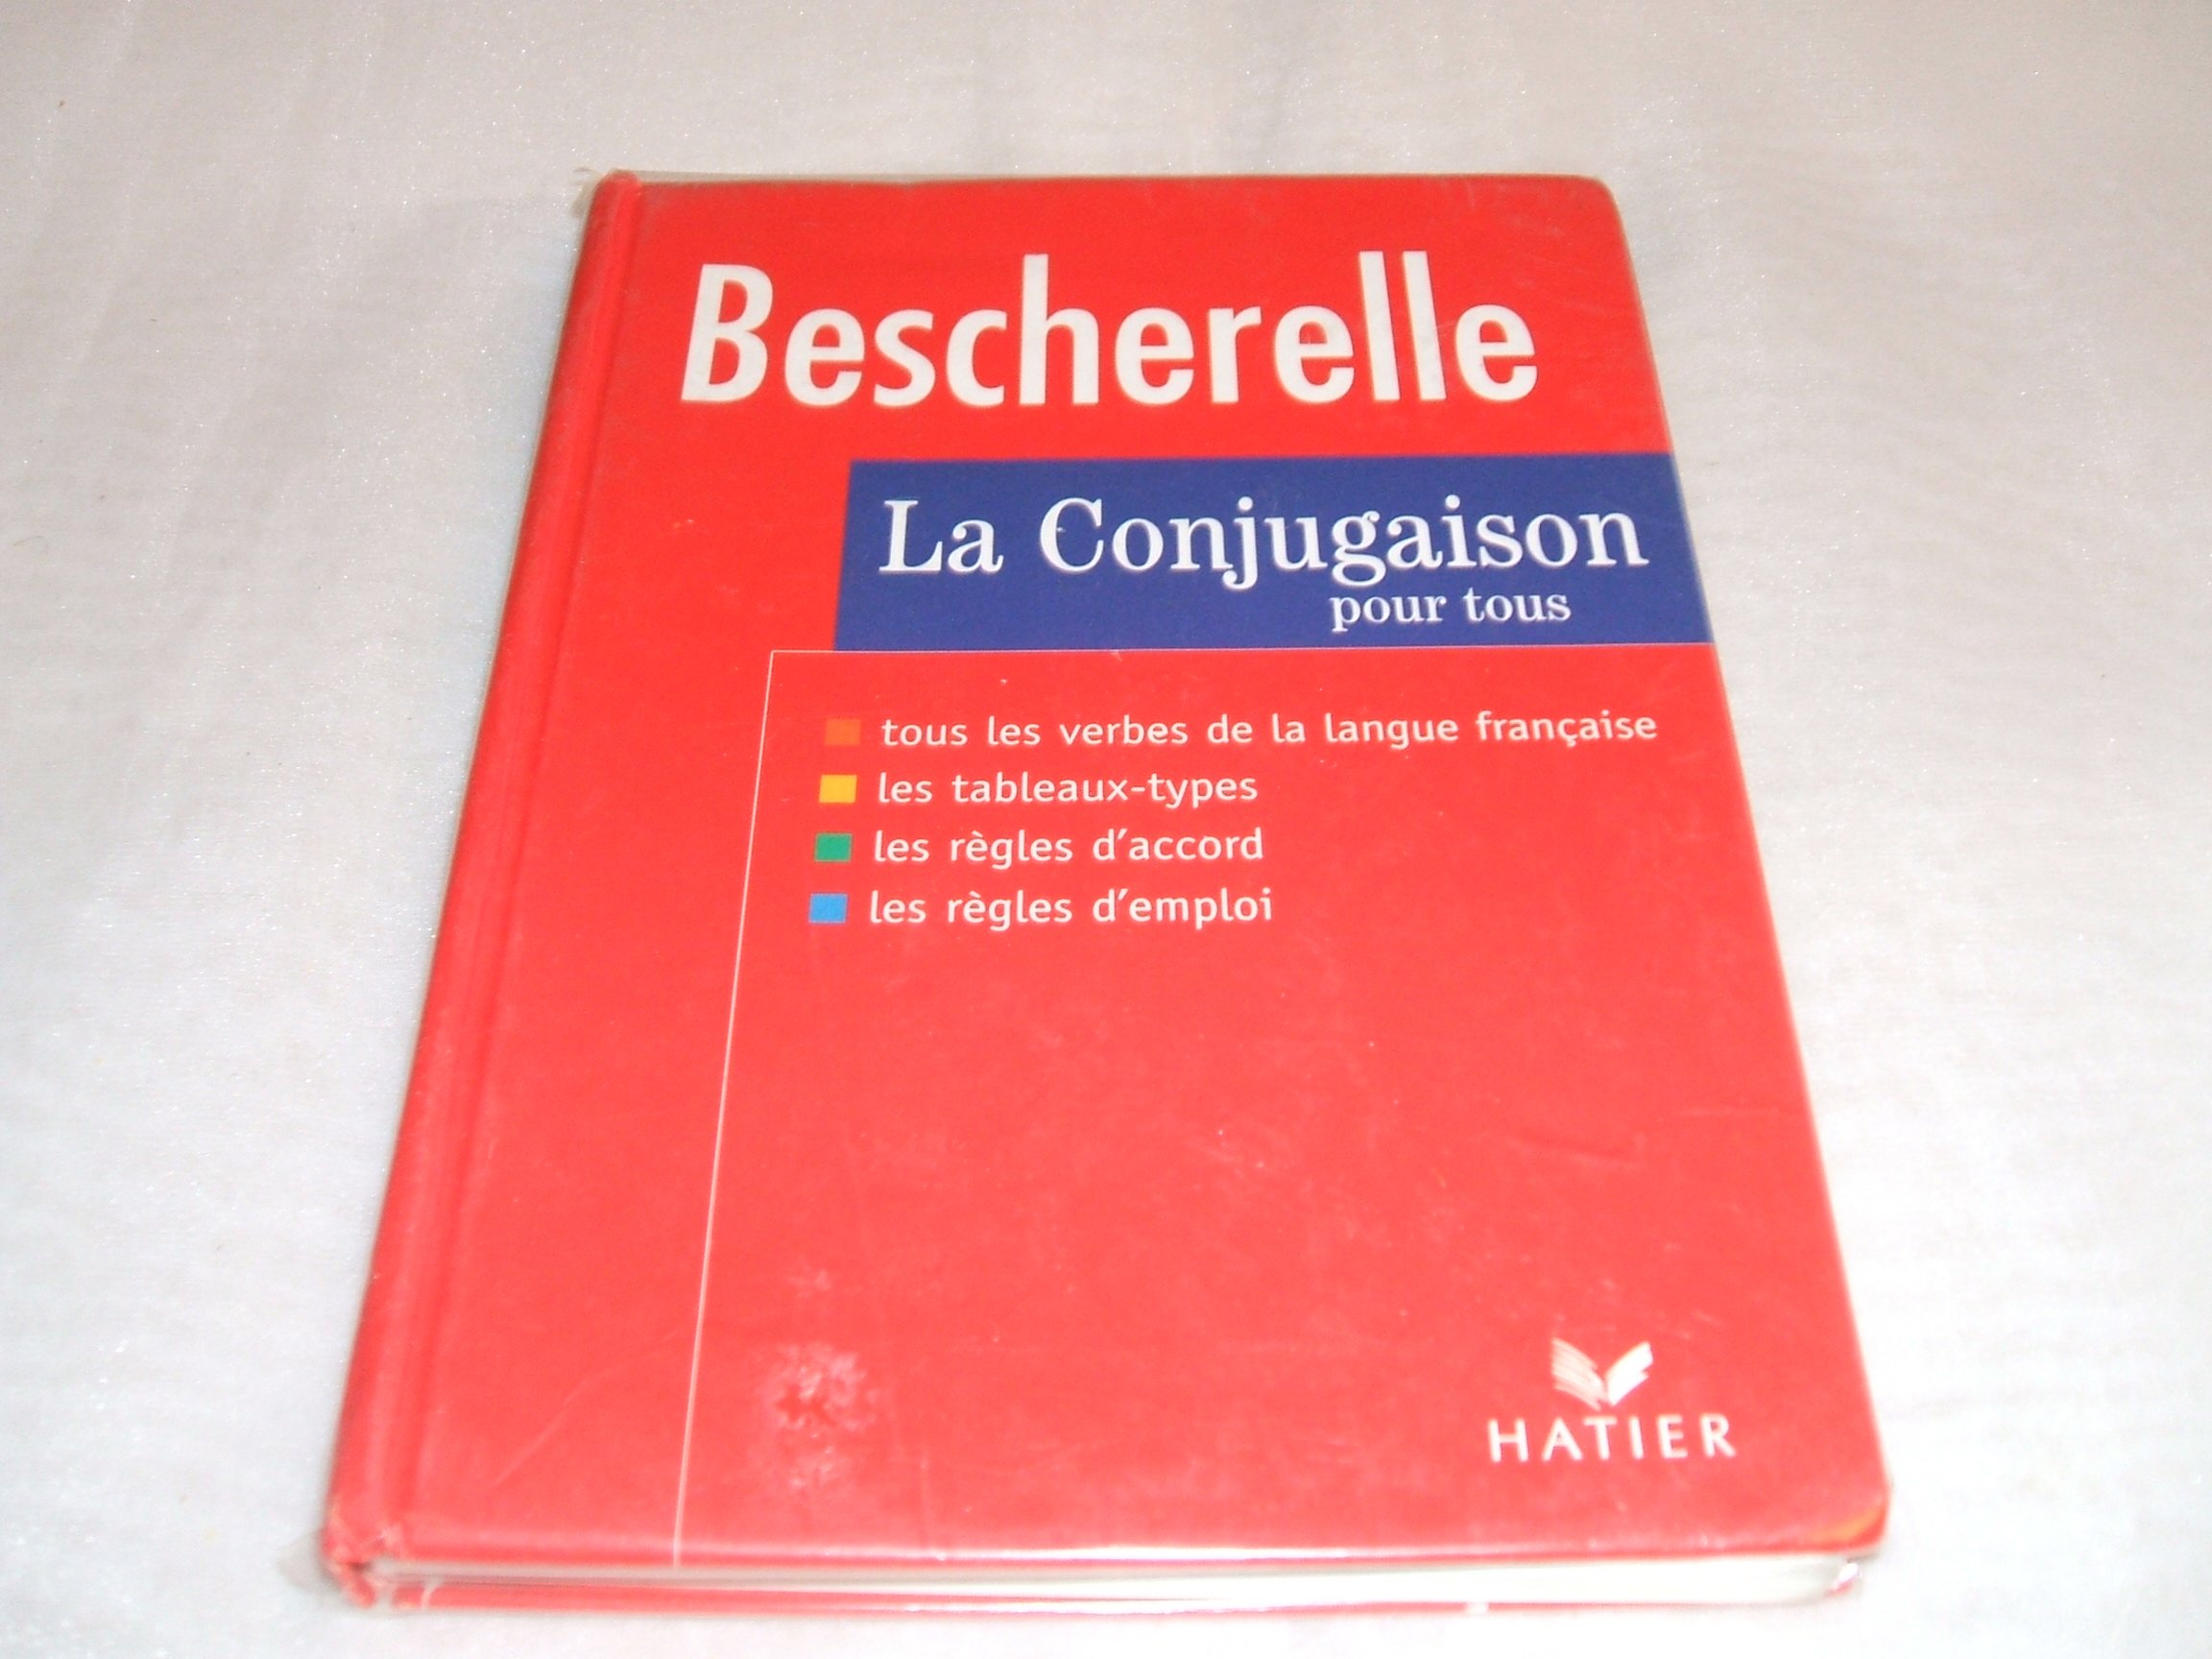 Bescherelle
La Conjugaison
pour tous
tous les verbes de la langue française
les tableaux-types
les règles d'accord
les règles d'emploi
HATIER